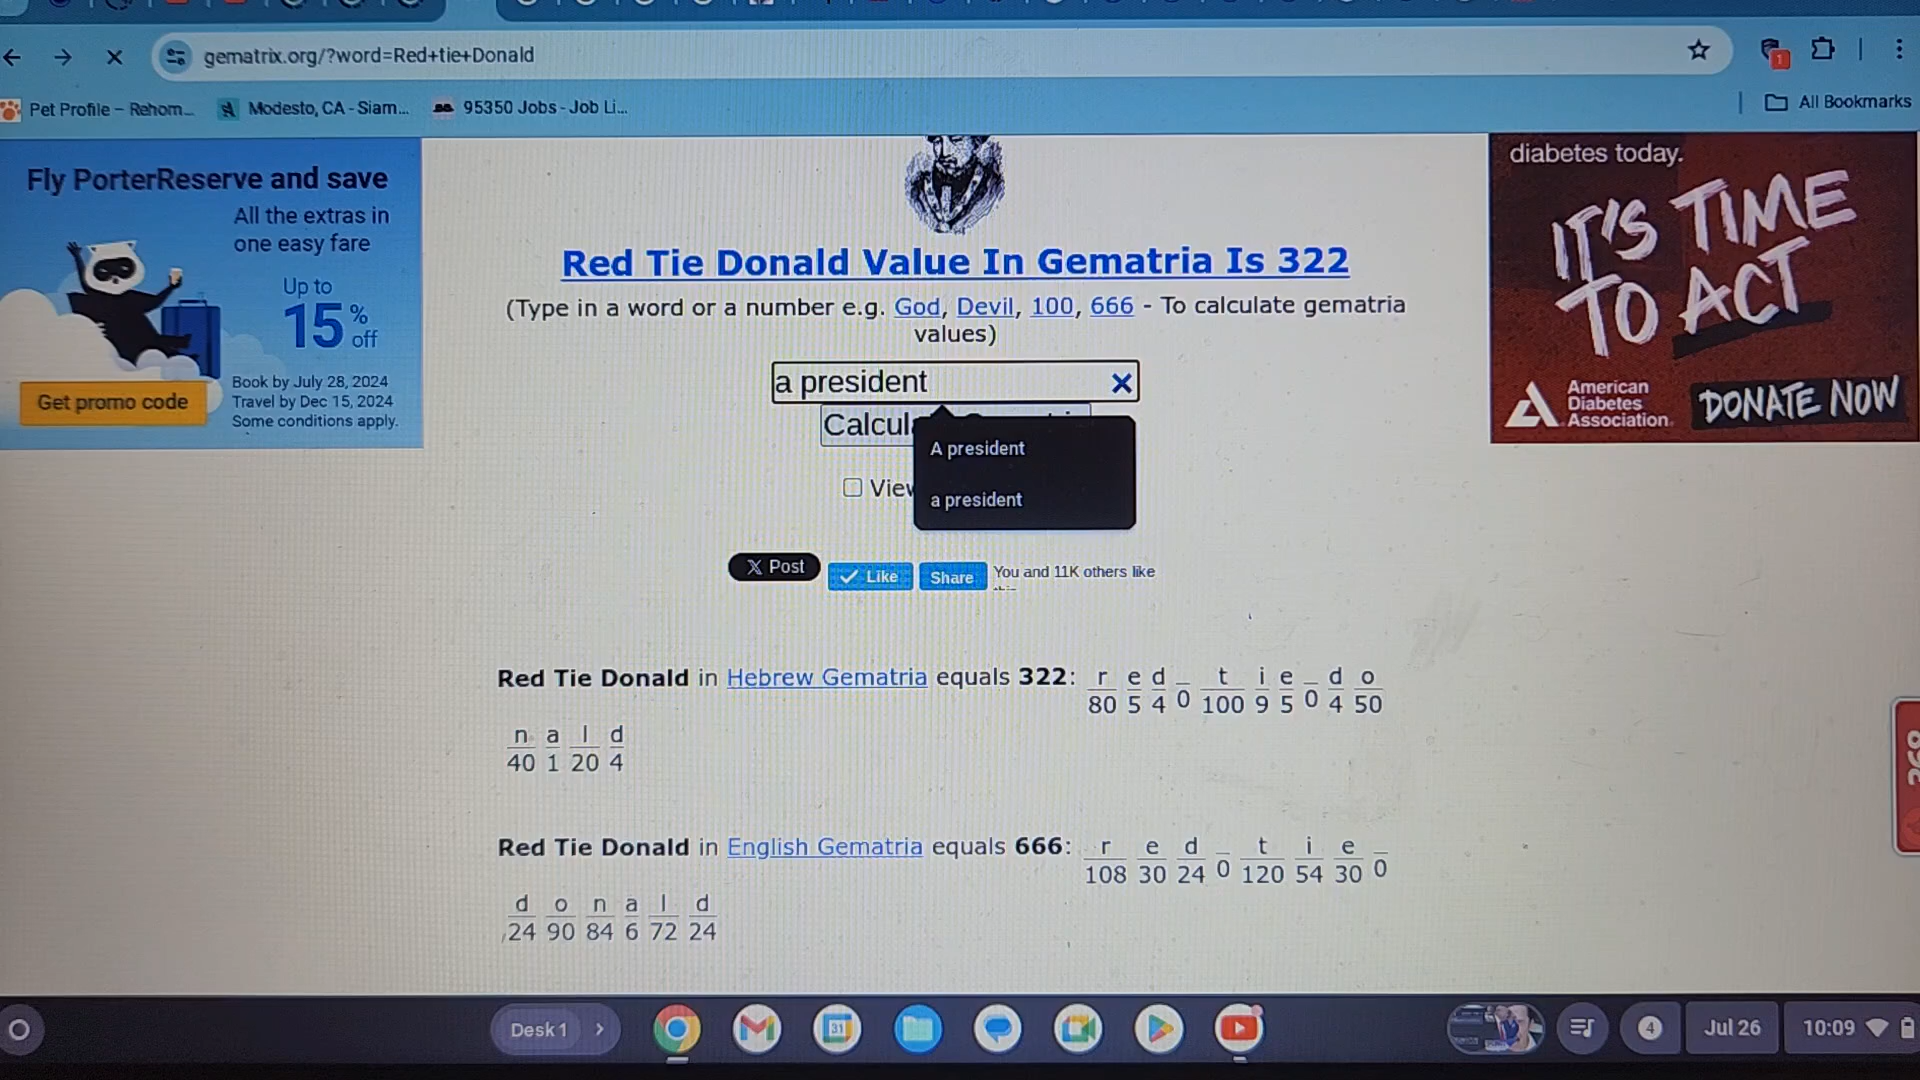 gematrix.org/?word=Red+tie+Donald
1
Pet Profile – Rehom...
Modesto, CA - Siam...
95350 Jobs - Job Li...
All Bookmarks
Fly PorterReserve and save
All the extras in
one easy fare
Up to
15% off
Book by July 28, 2024
Travel by Dec 15, 2024
Some conditions apply.
Get promo code
Red Tie Donald Value In Gematria Is 322
(Type in a word or a number e.g. God, Devil, 100, 666 - To calculate gematria
values)
a president
Calcul
A president
a president
View
X Post
Like
Share
You and 11K others like
diabetes today.
IT'S TIME
TO ACT
American
Diabetes
Association.
DONATE NOW
Red Tie Donald in Hebrew Gematria equals 322: r e d _ t i e _ d o
80 5 4 0 100 9 5 0 4 50
n a l d
40 1 20 4
Red Tie Donald in English Gematria equals 666: r e d _ t i e _
108 30 24 0 120 54 30 0
d o n a l d
24 90 84 6 72 24
Desk 1
31
4
Jul 26
10:09